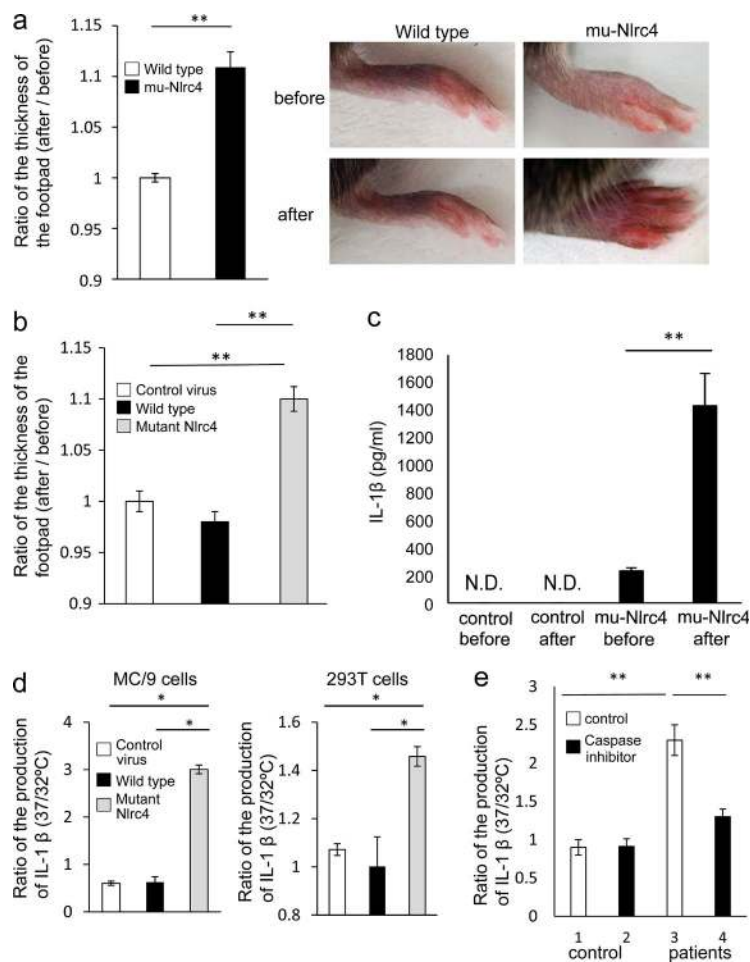 a
Ratio of the thickness of
the footpad (after / before)
1.15
1.1
1.05
1
0.95
0.9
**
Wild type
mu-Nlrc4
Wild type
mu-Nlrc4
before
after
b
Ratio of the thickness of the
footpad (after / before)
1.15
1.1
1.05
1
0.95
0.9
**
**
Control virus
Wild type
Mutant Nlrc4
c
IL-1β (pg/ml)
1800
1600
1400
1200
1000
800
600
400
200
0
**
N.D.
N.D.
control
before
control
after
mu-Nlrc4
before
mu-Nlrc4
after
d
MC/9 cells
Ratio of the production
of IL-1 β (37/32ºC)
4
3
2
1
0
*
*
Control
virus
Wild type
Mutant
Nlrc4
293T cells
Ratio of the production
of IL-1 β (37/32ºC)
1.6
1.4
1.2
1
0.8
*
*
e
Ratio of the production
of IL-1 β (37/32ºC)
3
2.5
2
1.5
1
0.5
0
**
**
control
Caspase
inhibitor
1 2 3 4
control patients